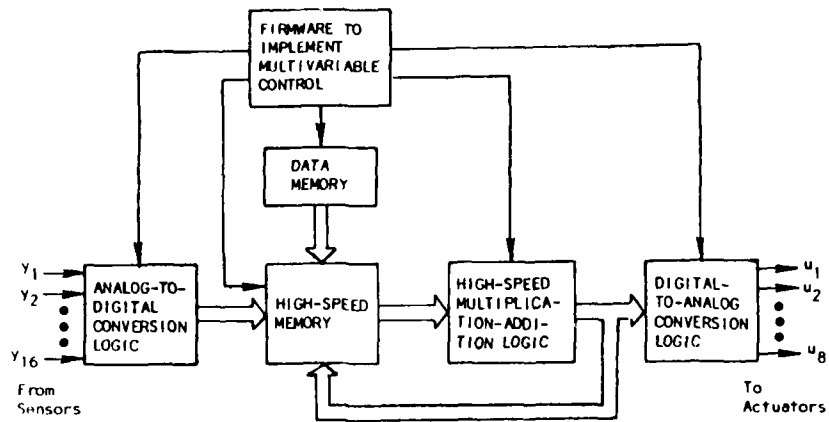 FIRMWARE TO
IMPLEMENT
MULTIVARIABLE
CONTROL
DATA
MEMORY
y1
y2
y16
From
Sensors
ANALOG-TO-
DIGITAL
CONVERSION
LOGIC
HIGH-SPEED
MEMORY
HIGH-SPEED
MULTIPLICA-
TION-ADDI-
TION LOGIC
DIGITAL-
TO-ANALOG
CONVERSION
LOGIC
u1
u2
u8
To
Actuators